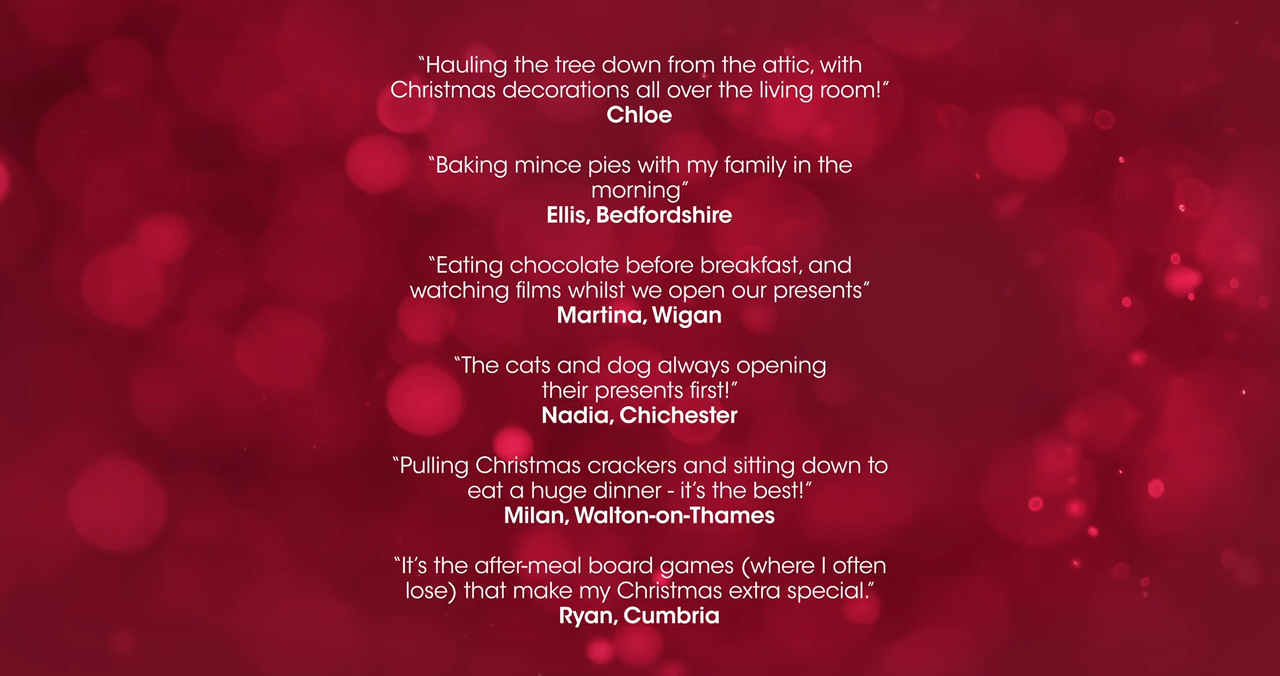 “Hauling the tree down from the attic, with
Christmas decorations all over the living room!”
Chloe
“Baking mince pies with my family in the
morning”
Ellis, Bedfordshire
“Eating chocolate before breakfast, and
watching films whilst we open our presents”
Martina, Wigan
“The cats and dog always opening
their presents first!”
Nadia, Chichester
“Pulling Christmas crackers and sitting down to
eat a huge dinner - it’s the best!”
Milan, Walton-on-Thames
“It’s the after-meal board games (where I often
lose) that make my Christmas extra special.”
Ryan, Cumbria